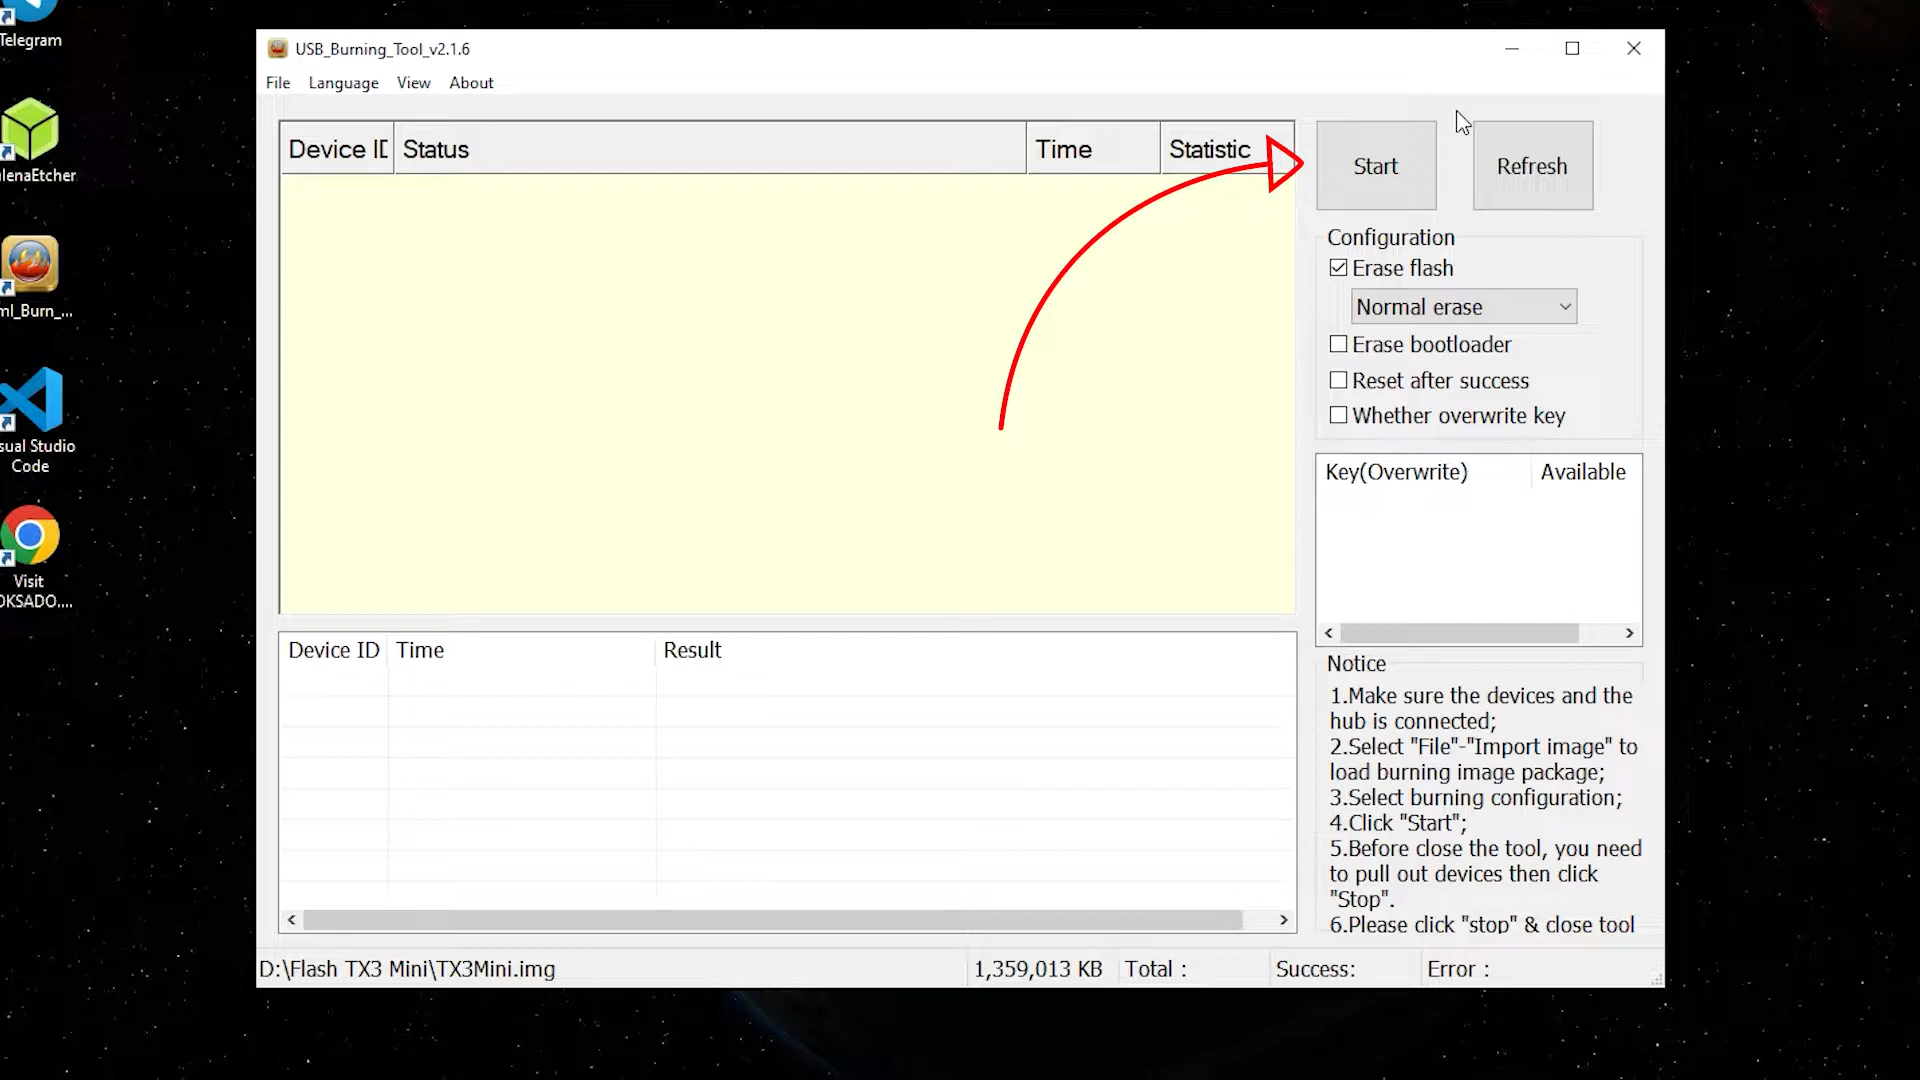 Telegram
lenaEtcher
ml_Burn_...
sual Studio
Code
Visit
OKSADO....
USB_Burning_Tool_v2.1.6
File Language View About
Device ID Status Time Statistic
Start Refresh
Configuration
Erase flash
Normal erase
Erase bootloader
Reset after success
Whether overwrite key
Key(Overwrite) Available
Device ID Time Result
Notice
1.Make sure the devices and the
hub is connected;
2.Select "File"-"Import image" to
load burning image package;
3.Select burning configuration;
4.Click "Start";
5.Before close the tool, you need
to pull out devices then click
"Stop".
6.Please click "stop" & close tool
D:\Flash TX3 Mini\TX3Mini.img 1,359,013 KB Total : Success: Error :